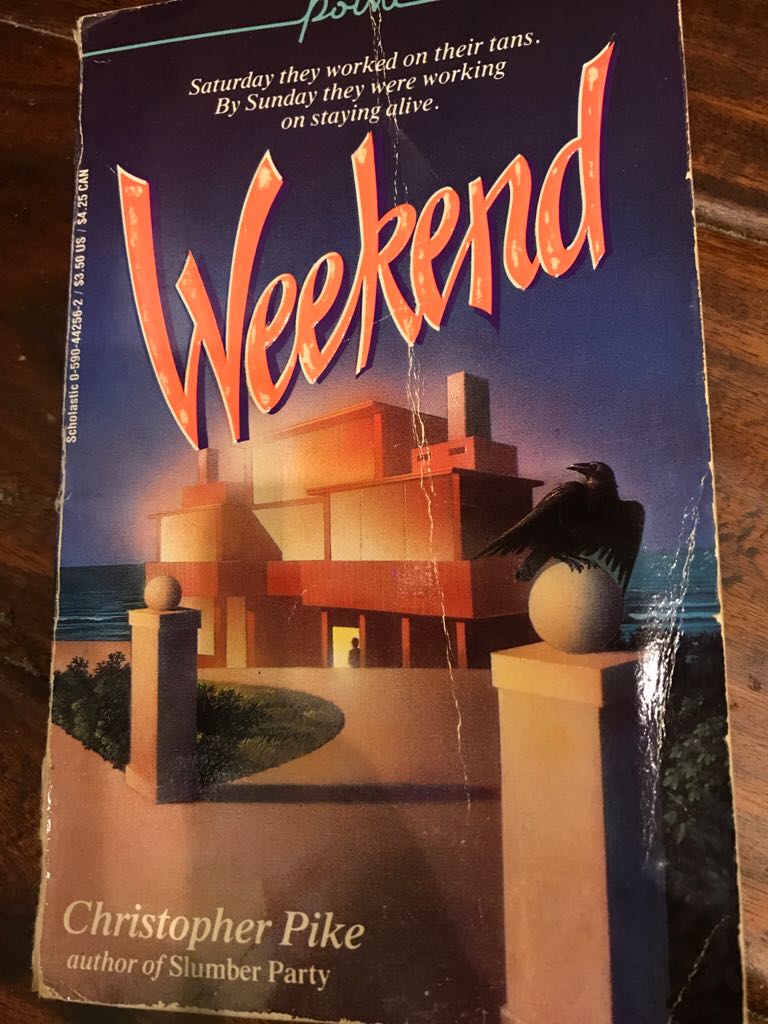 point
Saturday they worked on their tans.
By Sunday they were working
on staying alive.
Weekend
Scholastic 0-590-44256-2 / $3.50 US / $4.25 CAN
Christopher Pike
author of Slumber Party